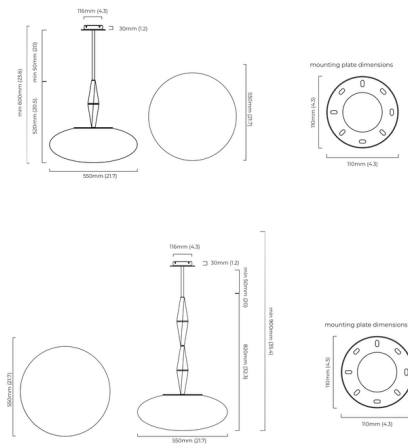 116mm (4.3)
30mm (1.2)
min 50mm (20)
min 600mm (23.6)
520mm (20.5)
550mm (21.7)
550mm (21.7)
mounting plate dimensions
110mm (4.3)
110mm (4.3)
116mm (4.3)
30mm (1.2)
min 50mm (20)
min 900mm (35.4)
820mm (32.3)
550mm (21.7)
550mm (21.7)
mounting plate dimensions
110mm (4.3)
110mm (4.3)